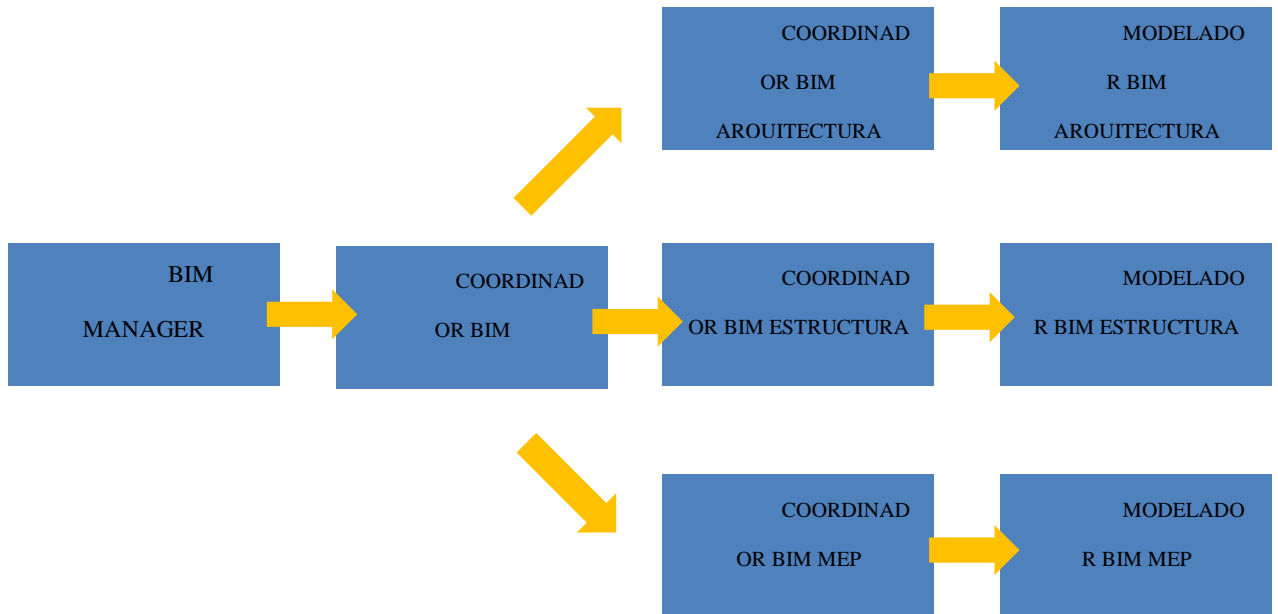 BIM
MANAGER
COORDINAD
OR BIM
COORDINAD
OR BIM
AROUITECTURA
MODELADO
R BIM
AROUITECTURA
COORDINAD
OR BIM ESTRUCTURA
MODELADO
R BIM ESTRUCTURA
COORDINAD
OR BIM MEP
MODELADO
R BIM MEP